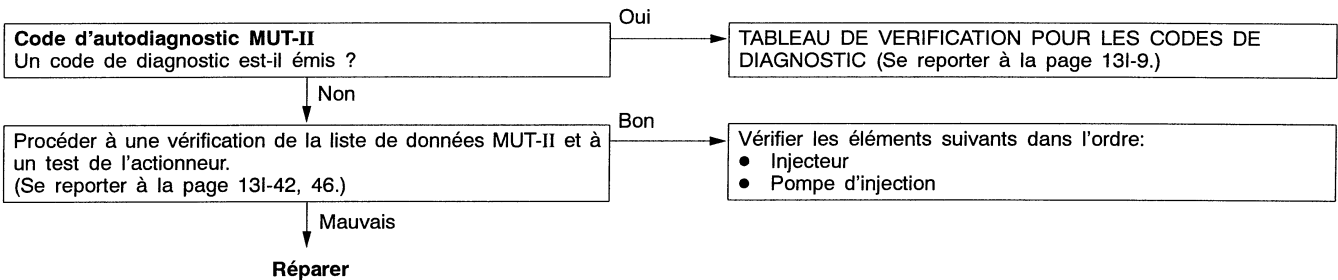 Oui
Code d'autodiagnostic MUT-II
Un code de diagnostic est-il émis ?
TABLEAU DE VERIFICATION POUR LES CODES DE
DIAGNOSTIC (Se reporter à la page 13I-9.)
Non
Procéder à une vérification de la liste de données MUT-II et à
un test de l'actionneur.
(Se reporter à la page 13I-42, 46.)
Bon
Vérifier les éléments suivants dans l'ordre:
● Injecteur
● Pompe d'injection
Mauvais
Réparer